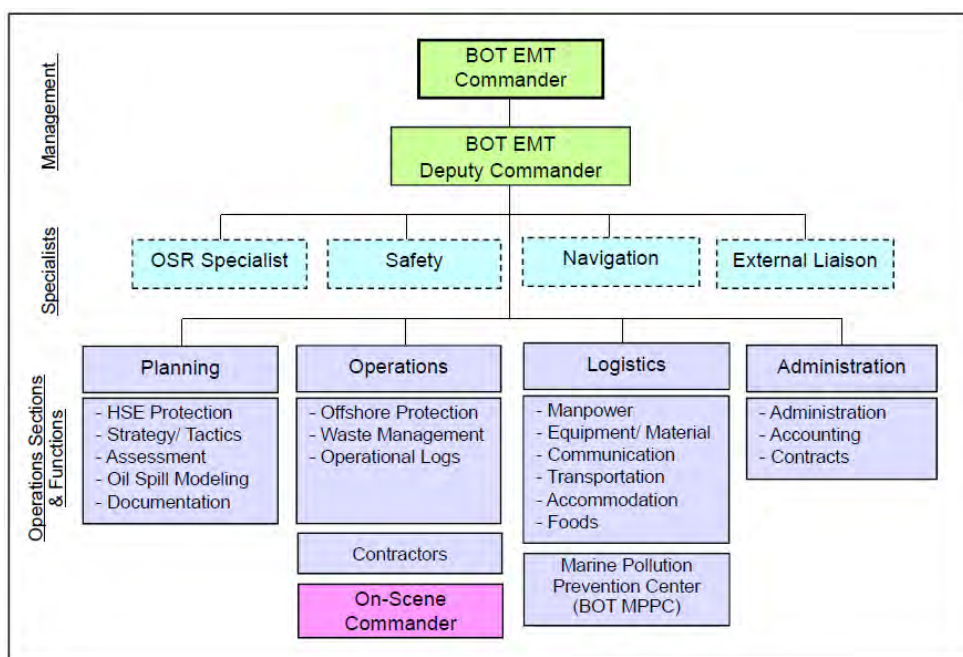 BOT EMT
Commander
BOT EMT
Deputy Commander
Management
OSR Specialist
Safety
Navigation
External Liaison
Specialists
Planning
- HSE Protection
- Strategy/ Tactics
- Assessment
- Oil Spill Modeling
- Documentation
Operations
- Offshore Protection
- Waste Management
- Operational Logs
Contractors
On-Scene
Commander
Logistics
- Manpower
- Equipment/ Material
- Communication
- Transportation
- Accommodation
- Foods
Marine Pollution
Prevention Center
(BOT MPPC)
Administration
- Administration
- Accounting
- Contracts
Operations Sections
& Functions